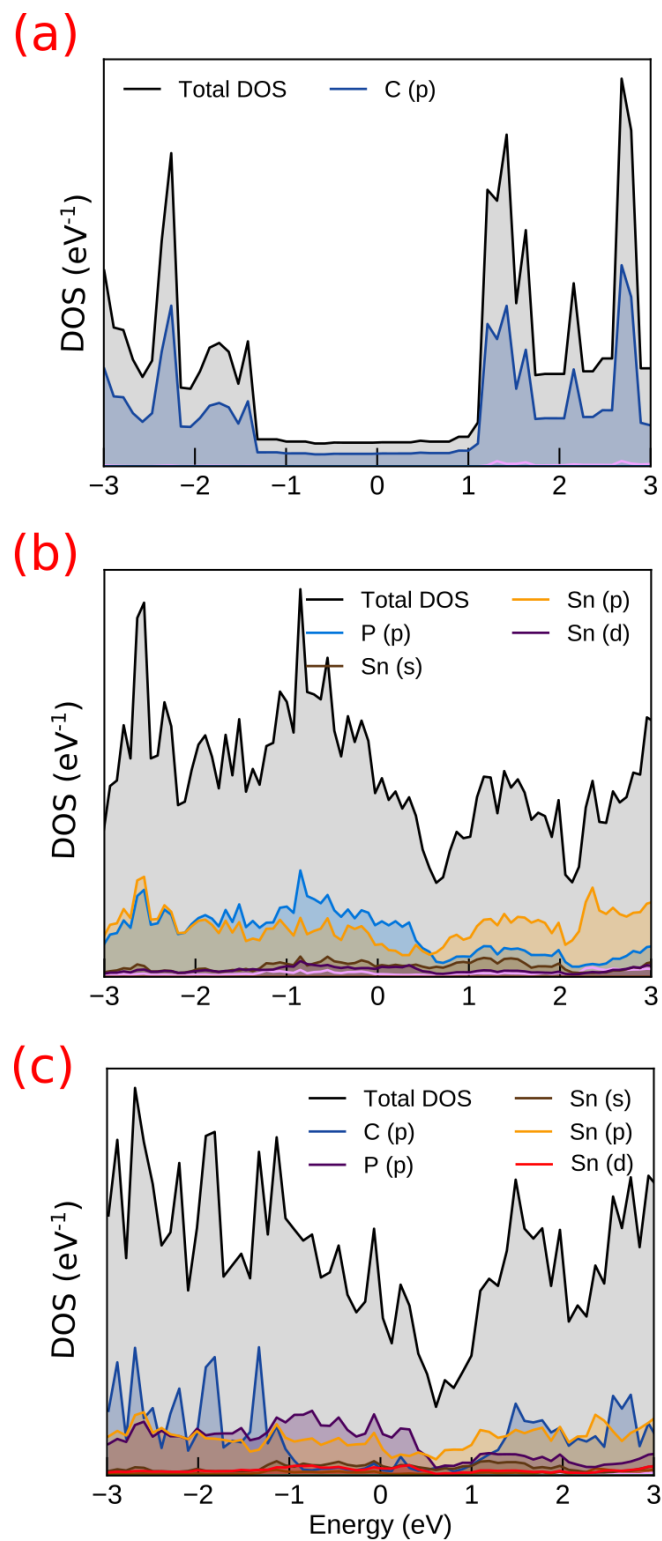 (a)
Total DOS C (p)
DOS (eV⁻¹)
−3 −2 −1 0 1 2 3
(b)
Total DOS Sn (p)
P (p) Sn (d)
Sn (s)
DOS (eV⁻¹)
−3 −2 −1 0 1 2 3
(c)
Total DOS Sn (s)
C (p) Sn (p)
P (p) Sn (d)
DOS (eV⁻¹)
−3 −2 −1 0 1 2 3
Energy (eV)